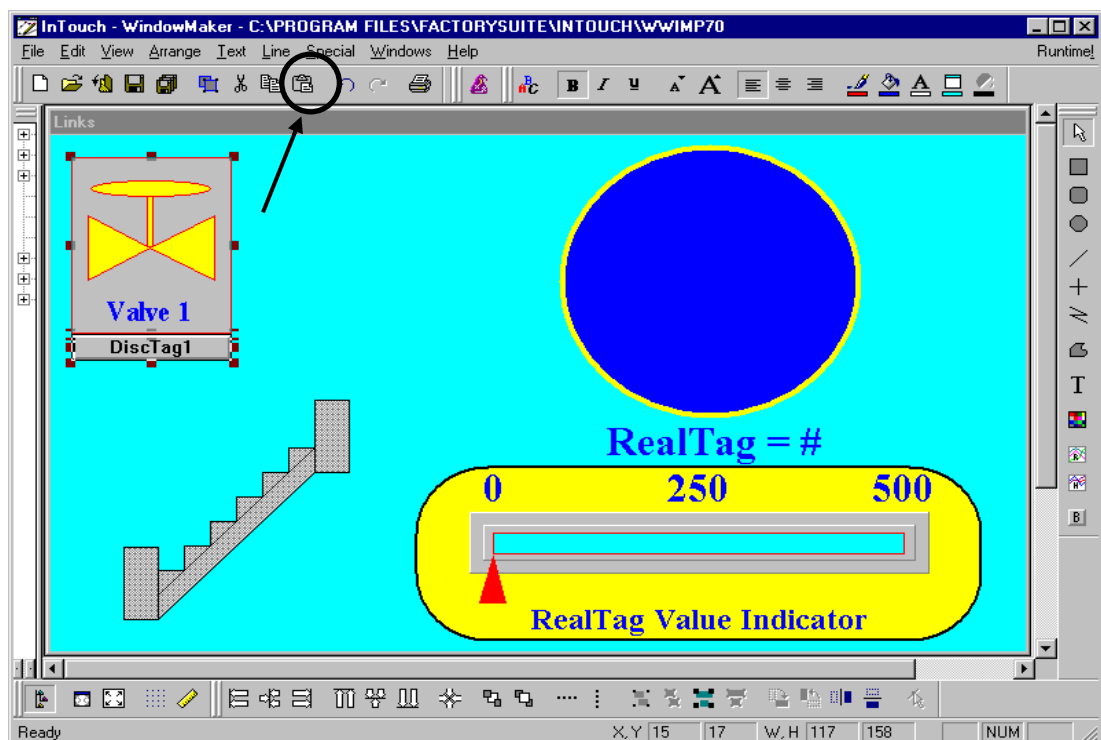 InTouch - WindowMaker - C:\PROGRAM FILES\FACTORYSUITE\INTOUCH\WWIMP70
File Edit View Arrange Text Line Special Windows Help Runtime!
B I U A A A
Links
Valve 1
DiscTag1
RealTag = #
0 250 500
RealTag Value Indicator
T
R
H
B
Ready X, Y 15 17 W, H 117 158 NUM